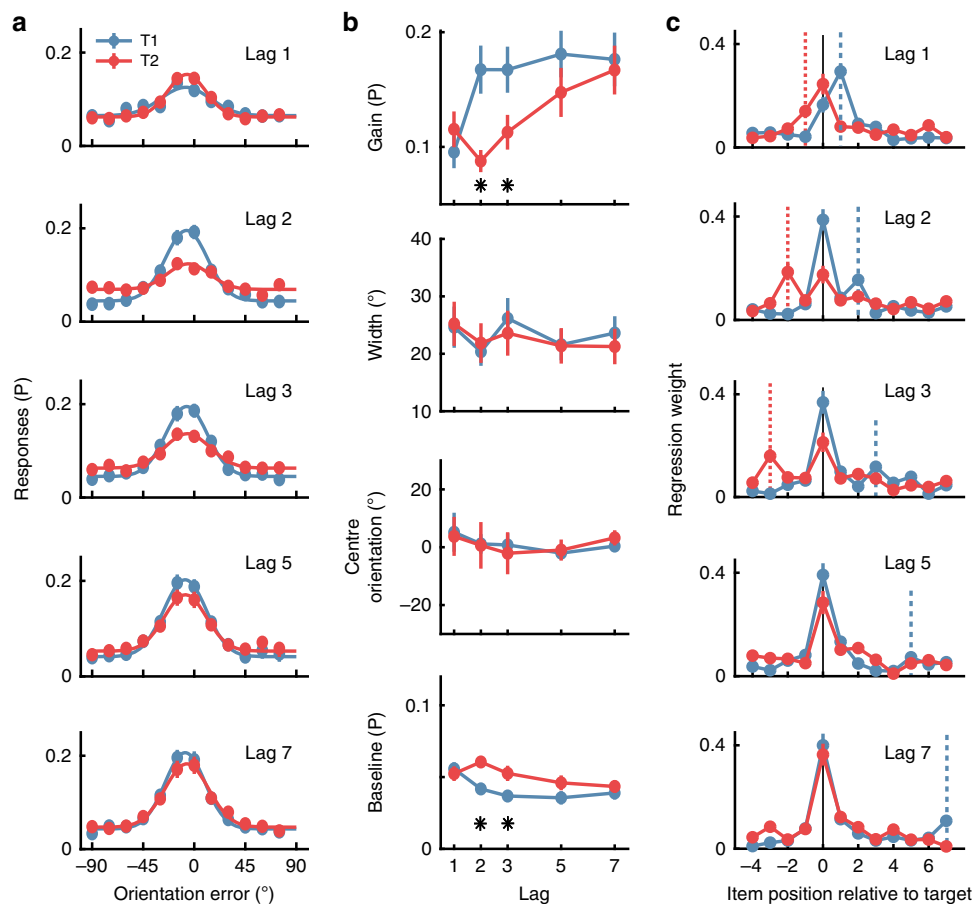 a
T1
T2
Lag 1
0.2
0
Lag 2
0.2
0
Lag 3
0.2
0
Lag 5
0.2
0
Lag 7
0.2
0
−90
−45
0
45
90
Responses (P)
Orientation error (°)
b
0.2
0.1
Gain (P)
*
*
40
30
20
10
Width (°)
20
0
−20
Centre
orientation (°)
0.1
0
Baseline (P)
*
*
1
2
3
5
7
Lag
c
Lag 1
0.4
0
Lag 2
0.4
0
Lag 3
0.4
0
Lag 5
0.4
0
Lag 7
0.4
0
−4
−2
0
2
4
6
Regression weight
Item position relative to target